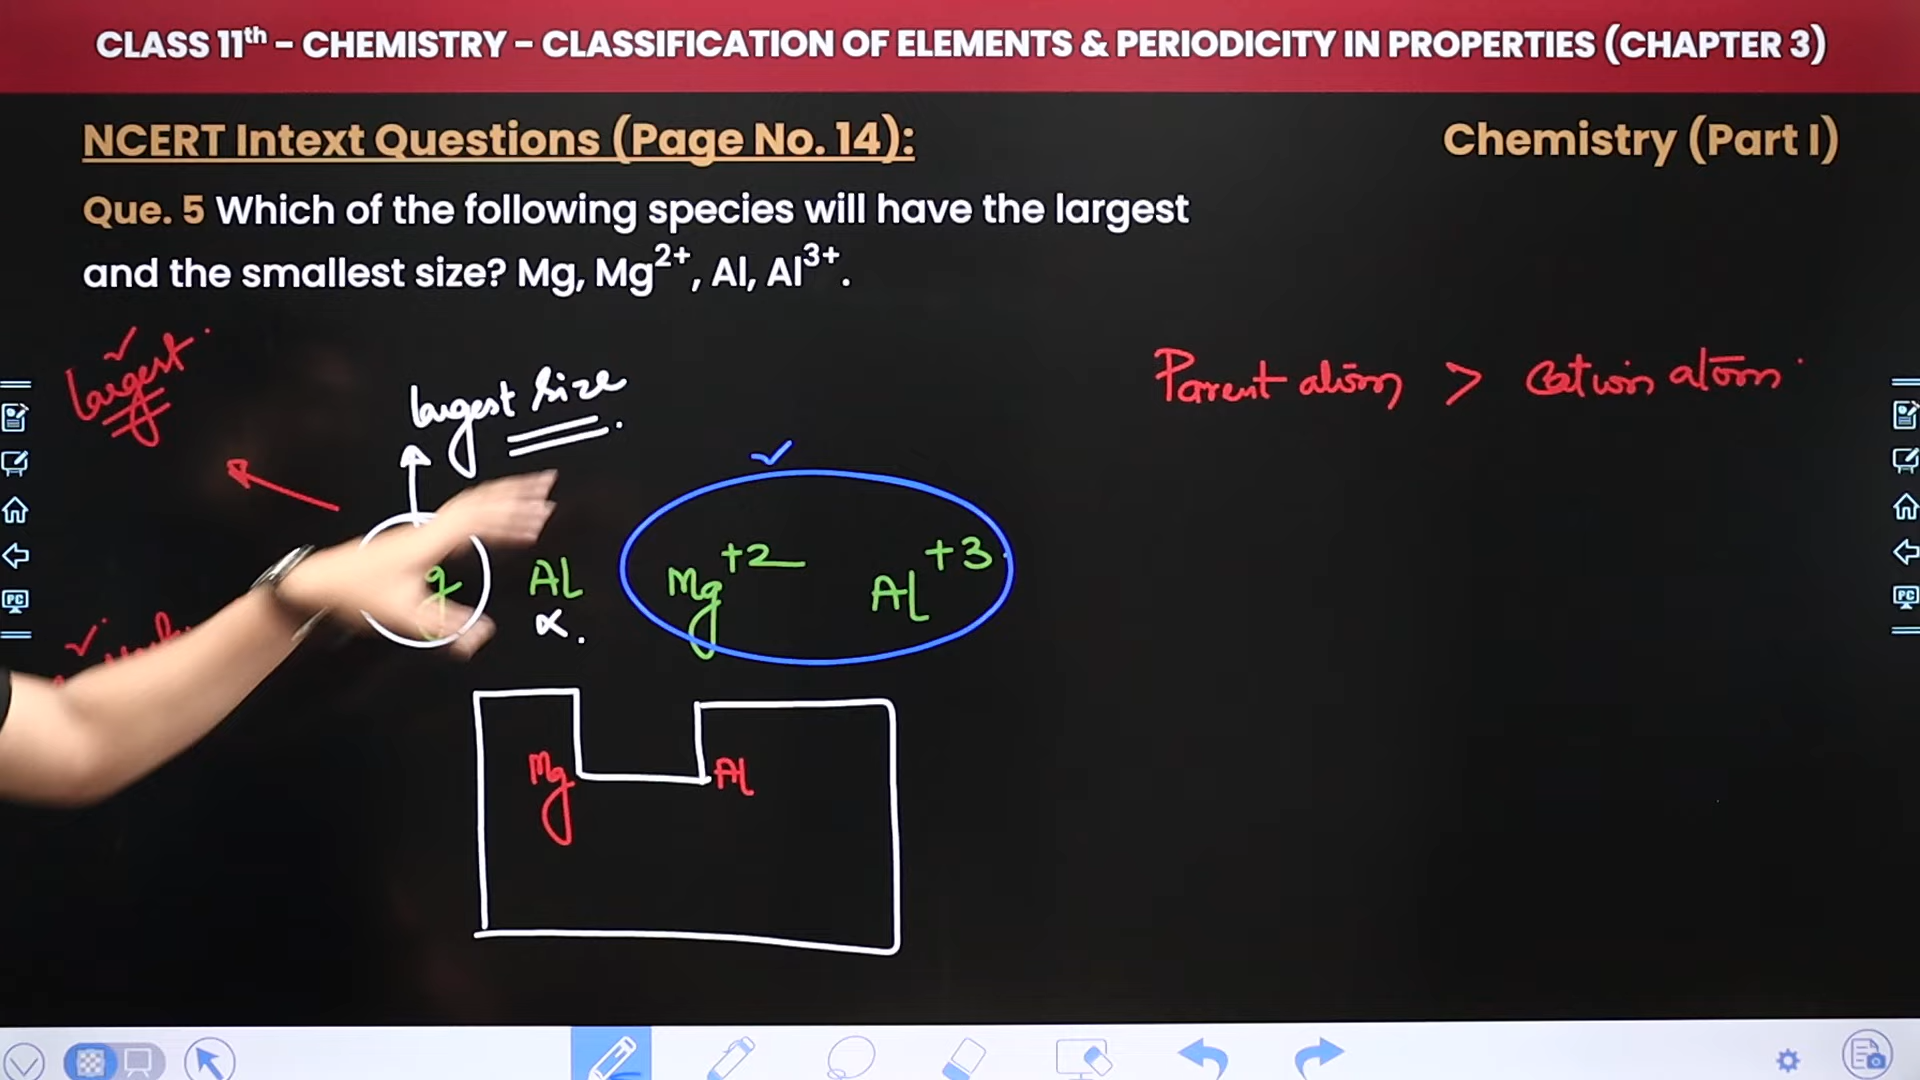 CLASS 11th - CHEMISTRY - CLASSIFICATION OF ELEMENTS & PERIODICITY IN PROPERTIES (CHAPTER 3)
NCERT Intext Questions (Page No. 14):
Chemistry (Part I)
Que. 5 Which of the following species will have the largest
and the smallest size? Mg, Mg2+, Al, Al3+.
largest
largest size
Parent atom > cation atom
Al Mg+2 Al+3
Mg Al
PC
PC